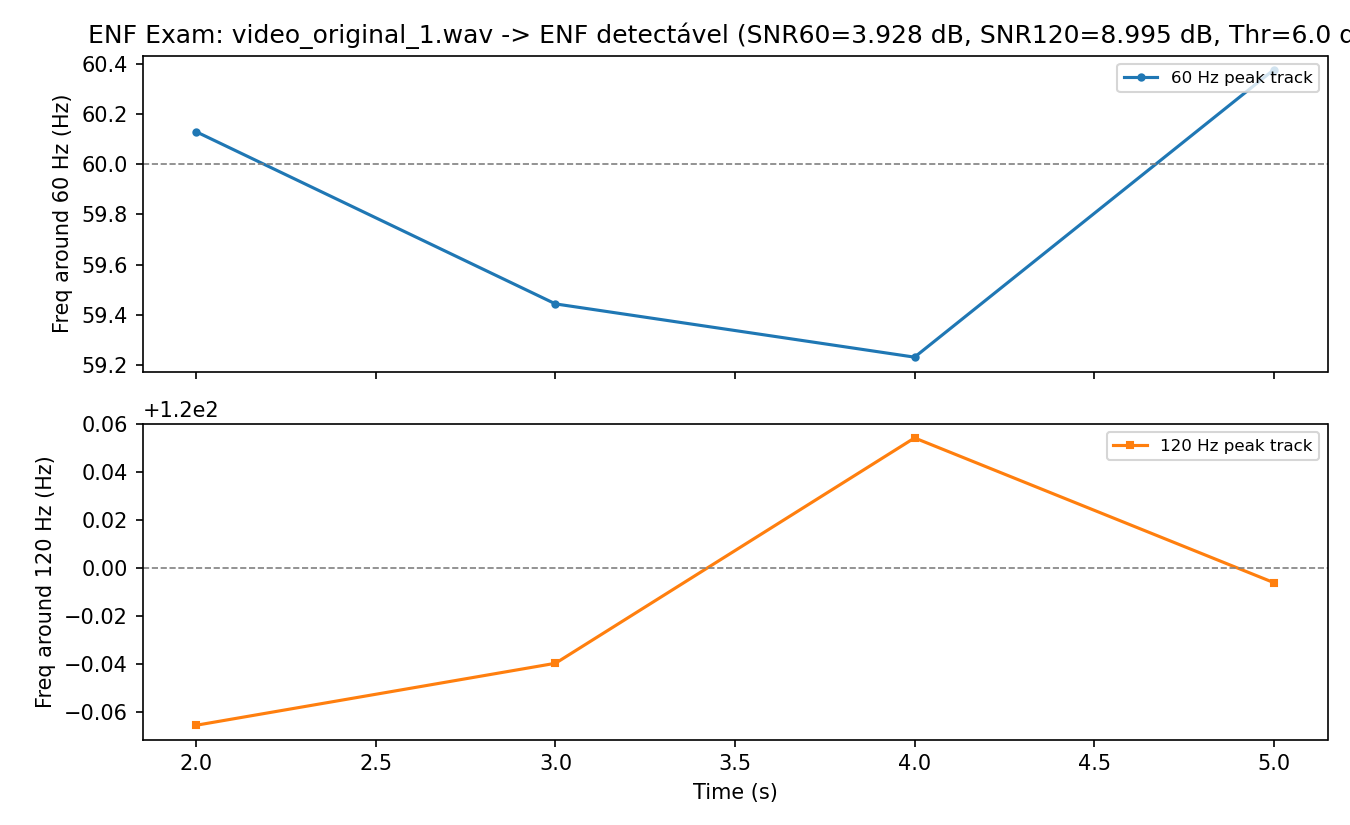 ENF Exam: video_original_1.wav -> ENF detectável (SNR60=3.928 dB, SNR120=8.995 dB, Thr=6.0
60.4
60.2
60.0
59.8
59.6
59.4
59.2
Freq around 60 Hz (Hz)
60 Hz peak track
+1.2e2
0.06
0.04
0.02
0.00
−0.02
−0.04
−0.06
Freq around 120 Hz (Hz)
120 Hz peak track
2.0 2.5 3.0 3.5 4.0 4.5 5.0
Time (s)